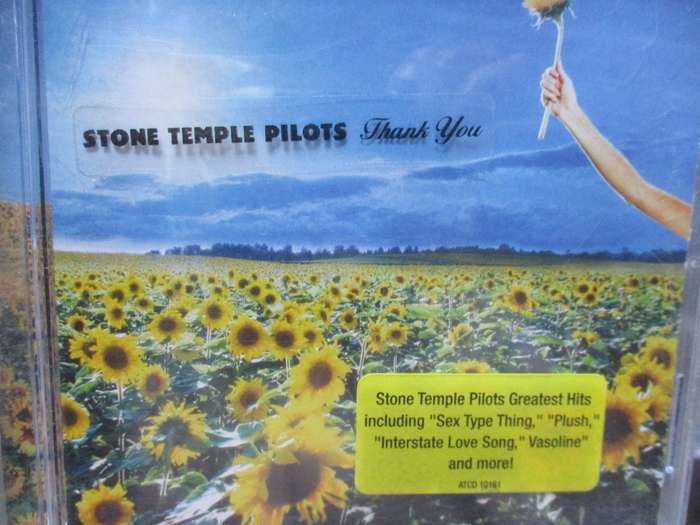 STONE TEMPLE PILOTS Thank You
Stone Temple Pilots Greatest Hits
including "Sex Type Thing," "Plush,"
"Interstate Love Song," Vasoline"
and more!
ATCD 10161